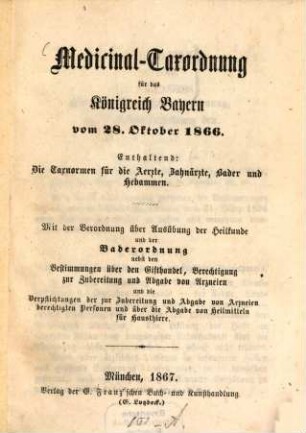 Medicinal-Taxordnung
für das
Königreich Bayern
vom 28. Oktober 1866.
Enthaltend:
Die Taxnormen für die Aerzte, Zahnärzte, Bader und
Hebammen.
Mit der Verordnung über Ausübung der Heilkunde
und der
Baderordnung
nebst den
Bestimmungen über den Gifthandel, Berechtigung
zur Zubereitung und Abgabe von Arzneien
und die
Verpflichtungen der zur Zubereitung und Abgabe von Arzneien
berechtigten Personen und über die Abgabe von Heilmitteln
für Hausthiere.
München, 1867.
Verlag der G. Franz'schen Buch- und Kunsthandlung.